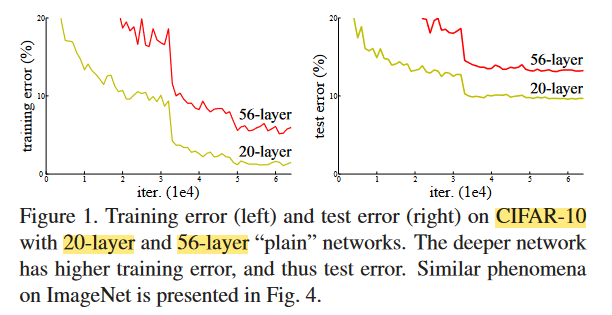 20
10
0
0 1 2 3 4 5 6
iter. (1e4)
training error (%)
56-layer
20-layer
20
10
0
0 1 2 3 4 5 6
iter. (1e4)
test error (%)
56-layer
20-layer
Figure 1. Training error (left) and test error (right) on CIFAR-10
with 20-layer and 56-layer “plain” networks. The deeper network
has higher training error, and thus test error. Similar phenomena
on ImageNet is presented in Fig. 4.